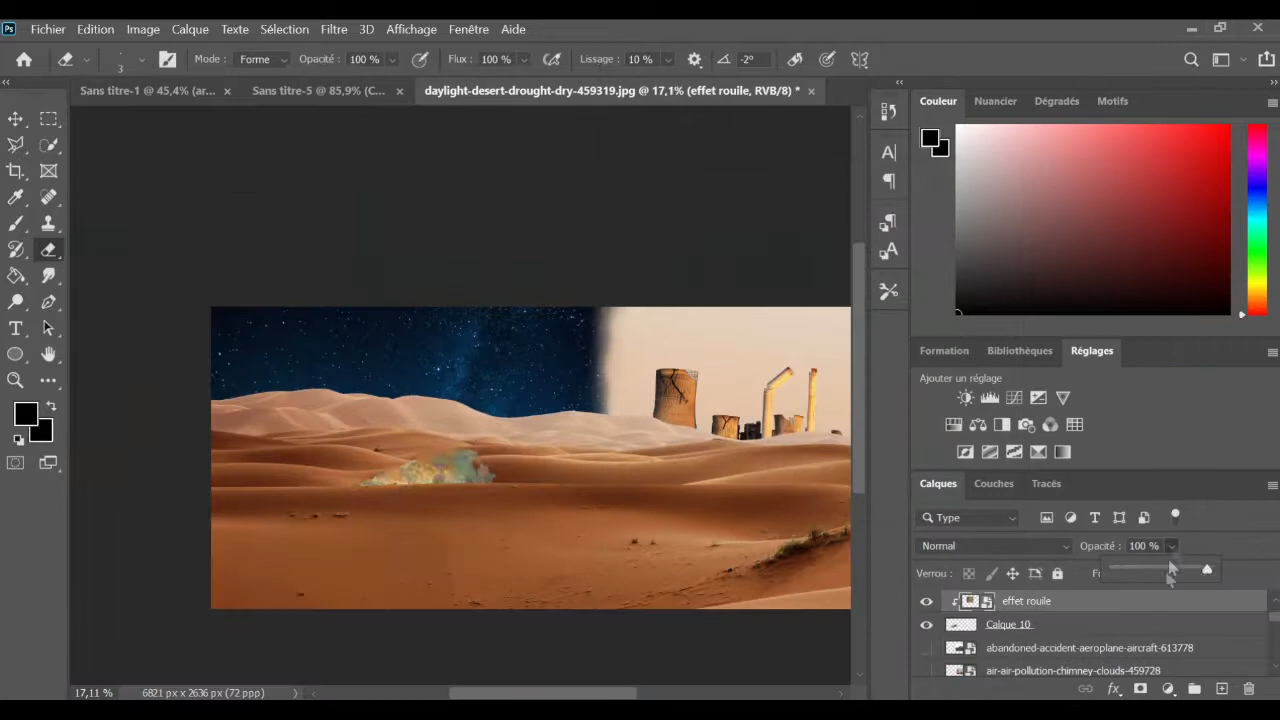 Ps Fichier Edition Image Calque Texte Sélection Filtre 3D Affichage Fenêtre Aide
3 Mode : Forme Opacité : 100 % Flux : 100 % Lissage : 10 % -2°
Sans titre-1 @ 45,4% (ar... × Sans titre-5 @ 85,9% (C... × daylight-desert-drought-dry-459319.jpg @ 17,1% (effet rouile, RVB/8) * ×
Couleur Nuancier Dégradés Motifs
Formation Bibliothèques Réglages
Ajouter un réglage
Calques Couches Tracés
Type
Normal Opacité : 100 %
Verrou :
effet rouile
Calque 10
abandoned-accident-aeroplane-aircraft-613778
air-air-pollution-chimney-clouds-459728
17,11 % 6821 px x 2636 px (72 ppp)